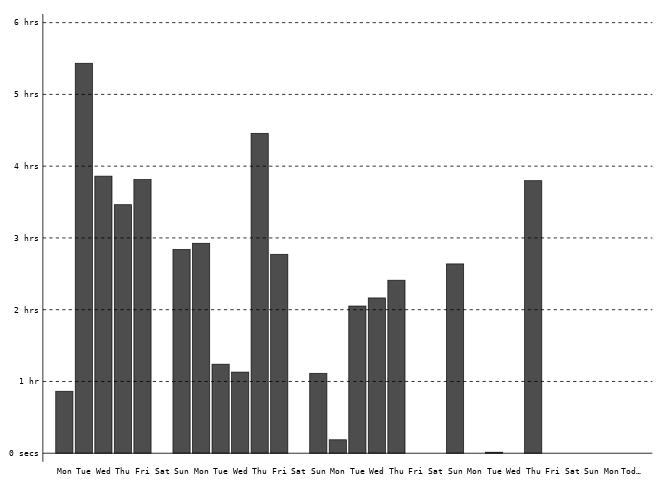 6 hrs
5 hrs
4 hrs
3 hrs
2 hrs
1 hr
0 secs
Mon Tue Wed Thu Fri Sat Sun Mon Tue Wed Thu Fri Sat Sun Mon Tue Wed Thu Fri Sat Sun Mon Tue Wed Thu Fri Sat Sun Mon Tod…